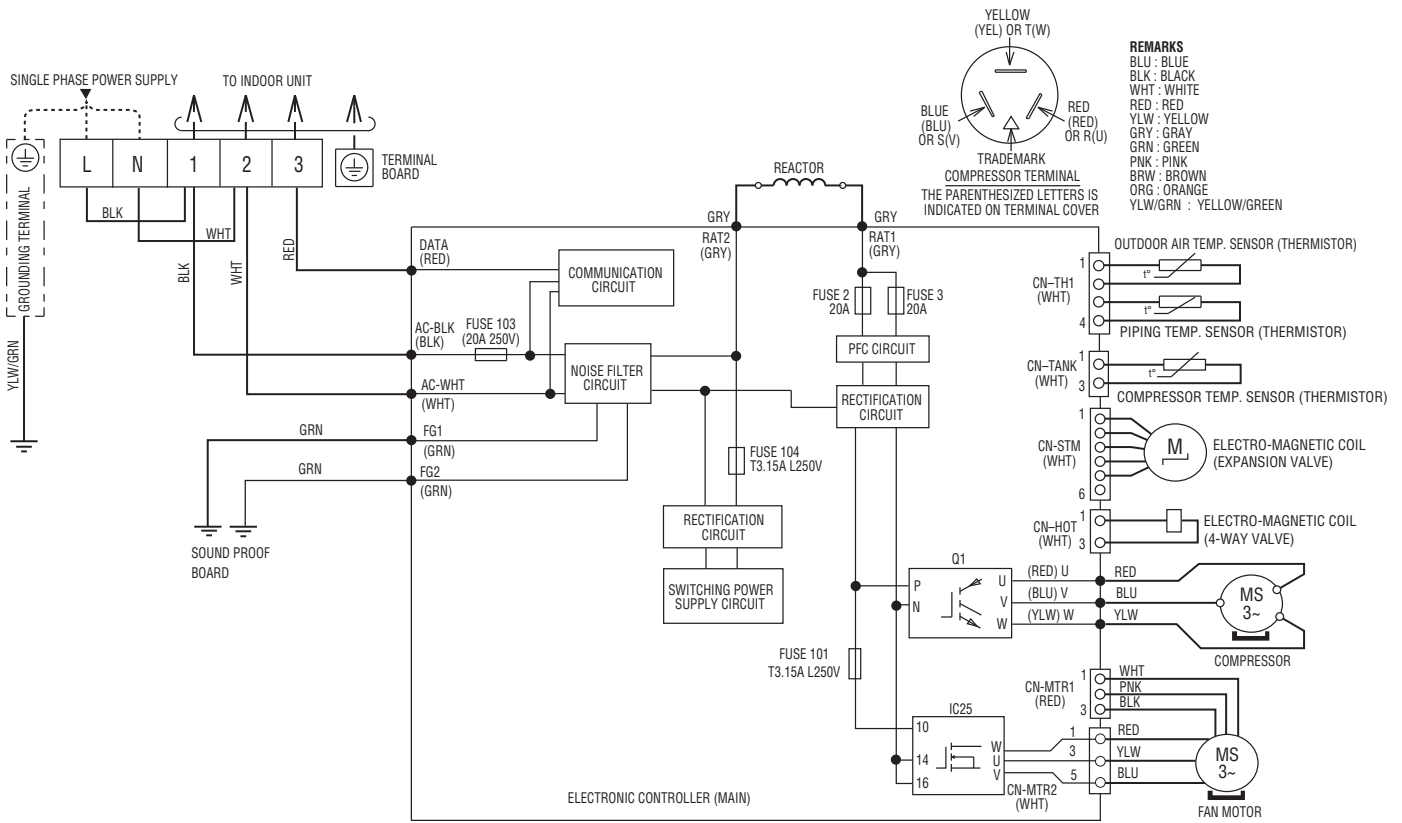 YELLOW
(YEL) OR T(W)
BLUE
(BLU)
OR S(V)
RED
(RED)
OR R(U)
TRADEMARK
COMPRESSOR TERMINAL
THE PARENTHESIZED LETTERS IS
INDICATED ON TERMINAL COVER
REMARKS
BLU : BLUE
BLK : BLACK
WHT : WHITE
RED : RED
YLW : YELLOW
GRY : GRAY
GRN : GREEN
PNK : PINK
BRW : BROWN
ORG : ORANGE
YLW/GRN : YELLOW/GREEN
SINGLE PHASE POWER SUPPLY
TO INDOOR UNIT
L N 1 2 3
TERMINAL
BOARD
GROUNDING TERMINAL
YLW/GRN
BLK
WHT
BLK
WHT
RED
REACTOR
GRY
RAT2
(GRY)
GRY
RAT1
(GRY)
DATA
(RED)
COMMUNICATION
CIRCUIT
AC-BLK
(BLK)
FUSE 103
(20A 250V)
NOISE FILTER
CIRCUIT
AC-WHT
(WHT)
FG1
(GRN)
FG2
(GRN)
GRN
GRN
SOUND PROOF
BOARD
FUSE 2
20A
FUSE 3
20A
PFC CIRCUIT
RECTIFICATION
CIRCUIT
FUSE 104
T3.15A L250V
RECTIFICATION
CIRCUIT
SWITCHING POWER
SUPPLY CIRCUIT
FUSE 101
T3.15A L250V
Q1
P
N
U
V
W
(RED) U
(BLU) V
(YLW) W
RED
BLU
YLW
MS
3~
COMPRESSOR
IC25
10
14
16
W
U
V
1
3
5
CN-MTR2
(WHT)
CN-MTR1
(RED)
1
3
WHT
PNK
BLK
RED
YLW
BLU
MS
3~
FAN MOTOR
OUTDOOR AIR TEMP. SENSOR (THERMISTOR)
CN–TH1
(WHT)
1
4
t°
t°
PIPING TEMP. SENSOR (THERMISTOR)
CN–TANK
(WHT)
1
3
t°
COMPRESSOR TEMP. SENSOR (THERMISTOR)
CN-STM
(WHT)
1
6
M
ELECTRO-MAGNETIC COIL
(EXPANSION VALVE)
CN–HOT
(WHT)
1
3
ELECTRO-MAGNETIC COIL
(4-WAY VALVE)
ELECTRONIC CONTROLLER (MAIN)